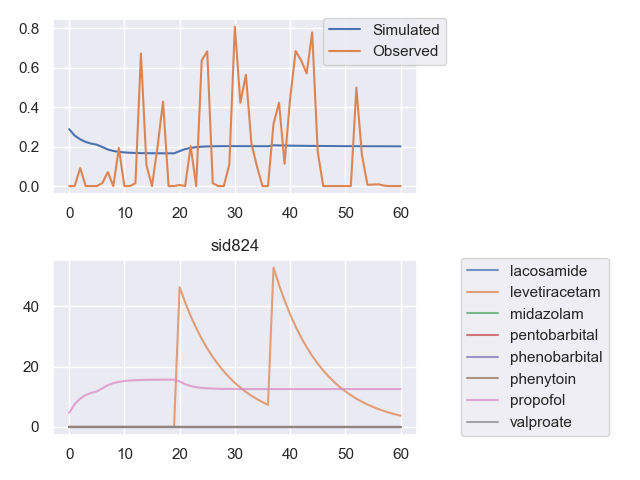 0.8
0.6
0.4
0.2
0.0
0 10 20 30 40 50 60
Simulated
Observed
sid824
40
20
0
0 10 20 30 40 50 60
lacosamide
levetiracetam
midazolam
pentobarbital
phenobarbital
phenytoin
propofol
valproate